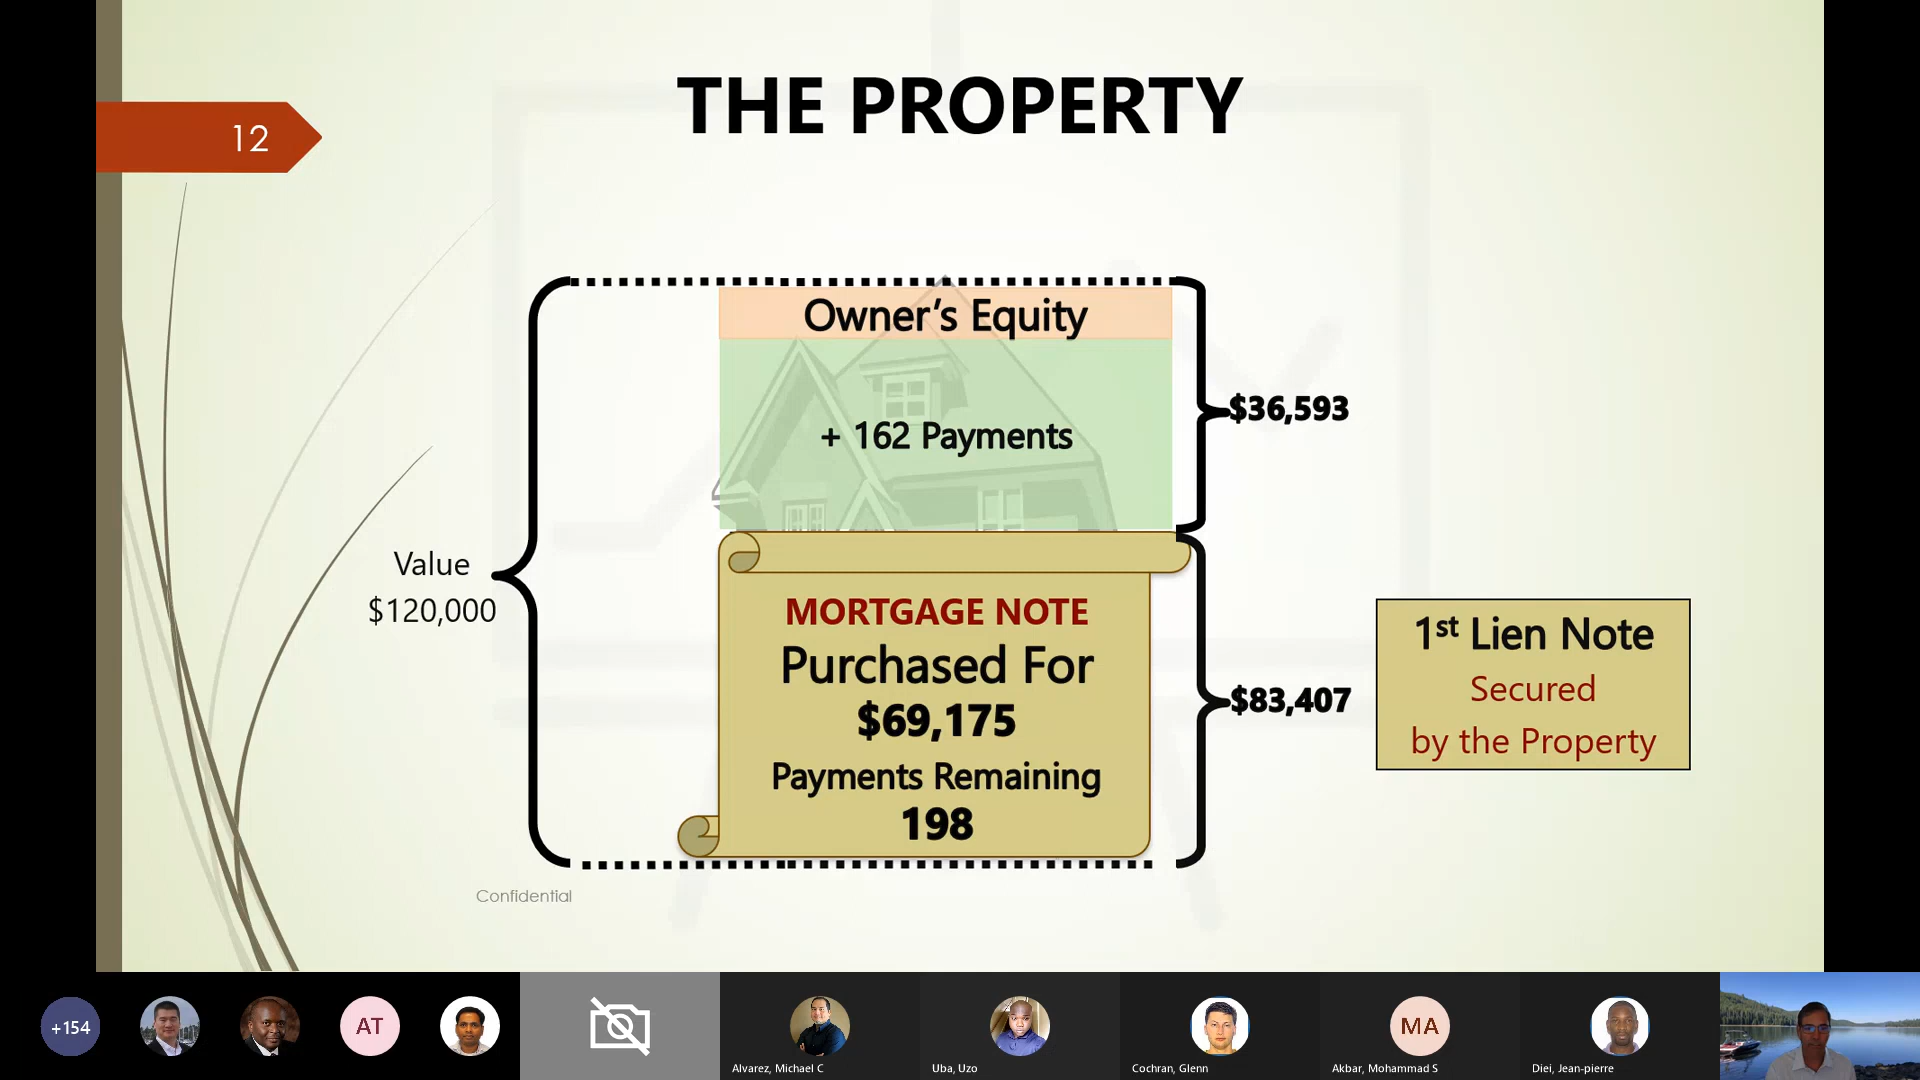 THE PROPERTY
12
Owner’s Equity
+ 162 Payments
$36,593
Value
$120,000
MORTGAGE NOTE
Purchased For
$69,175
Payments Remaining
198
$83,407
1st Lien Note
Secured
by the Property
Confidential
+154
AT
MA
Alvarez, Michael C
Uba, Uzo
Cochran, Glenn
Akbar, Mohammad S
Diei, Jean-pierre